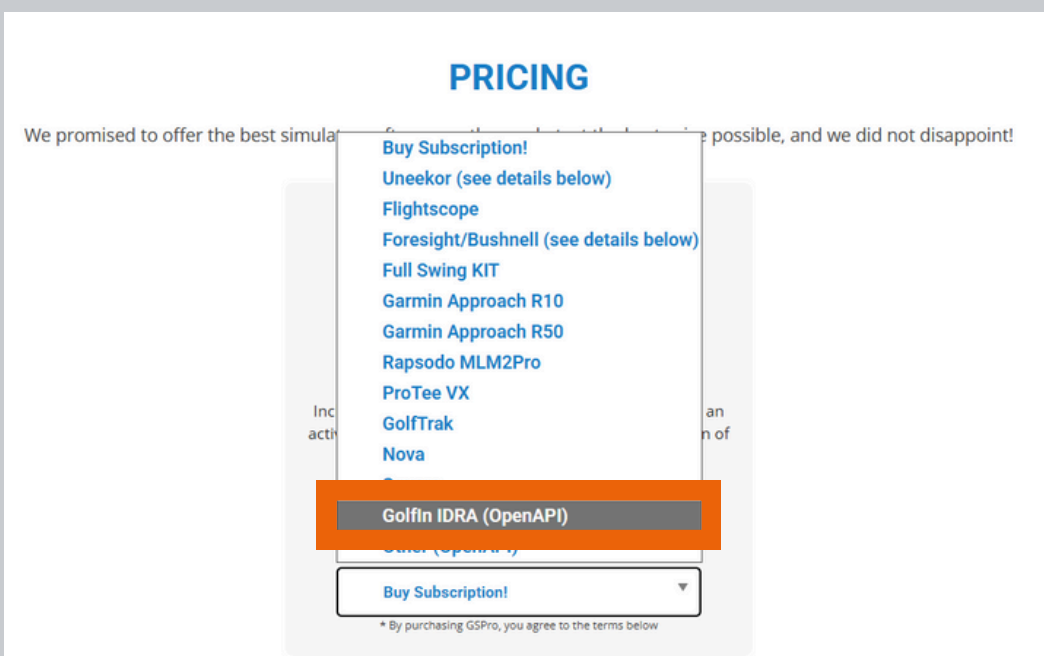 PRICING
We promised to offer the best simula possible, and we did not disappoint!
Buy Subscription!
Uneekor (see details below)
Flightscope
Foresight/Bushnell (see details below)
Full Swing KIT
Garmin Approach R10
Garmin Approach R50
Rapsodo MLM2Pro
ProTee VX
GolfTrak
Nova
GolfIn IDRA (OpenAPI)
Other (OpenAPI)
Inc an
acti n of
Buy Subscription!
* By purchasing GSPro, you agree to the terms below